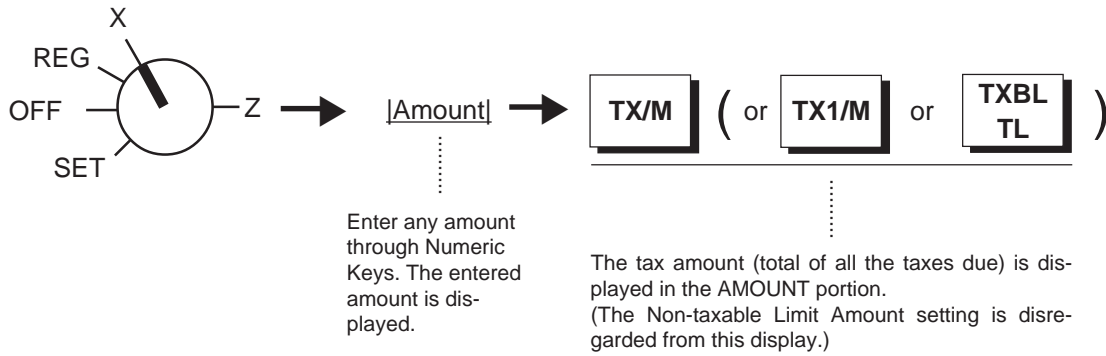 X
REG
OFF
SET
Z
|Amount|
TX/M ( or TX1/M or TXBL TL )
Enter any amount
through Numeric
Keys. The entered
amount is dis-
played.
The tax amount (total of all the taxes due) is dis-
played in the AMOUNT portion.
(The Non-taxable Limit Amount setting is disre-
garded from this display.)